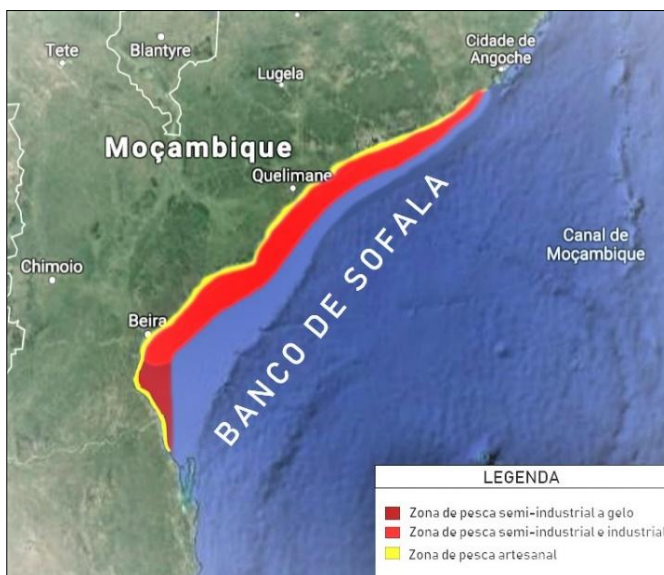 Cidade de
Angoche
Tete
Blantyre
Lugela
Moçambique
Quelimane
BANCO DE SOFALA
Canal de
Moçambique
Chimoio
Beira
LEGENDA
Zona de pesca semi-industrial a gelo
Zona de pesca semi-industrial e industrial
Zona de pesca artesanal